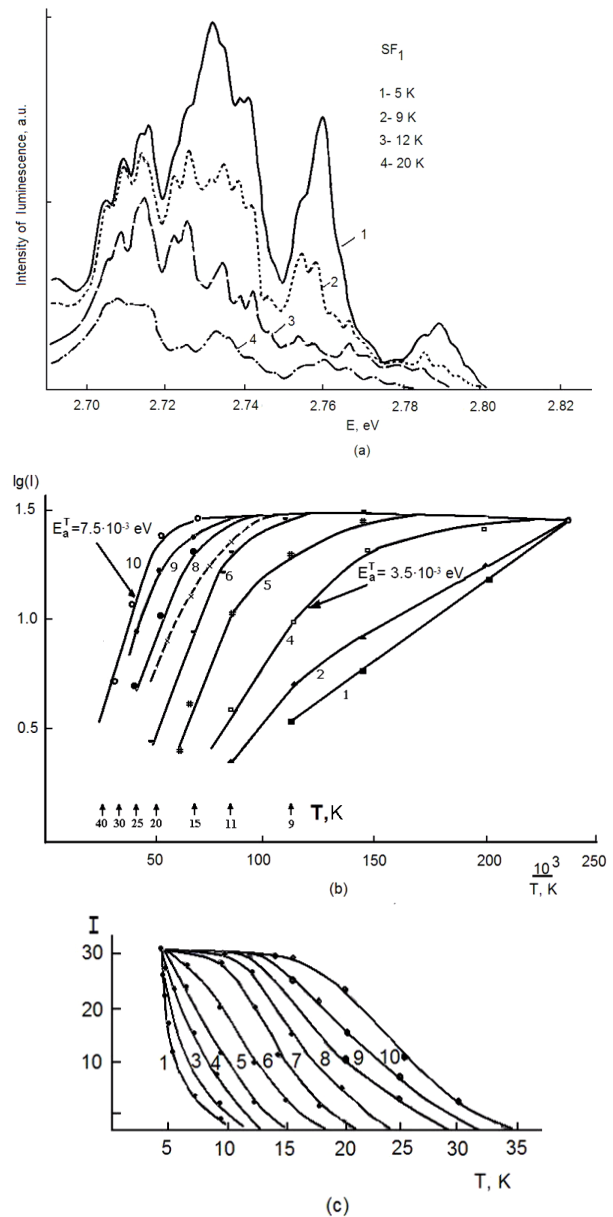 Intensity of luminescence, a.u.
SF1
1- 5 K
2- 9 K
3- 12 K
4- 20 K
1
2
3
4
2.70 2.72 2.74 2.76 2.78 2.80 2.82
E, eV
(a)
lg(I)
1.5
1.0
0.5
E_a^T=7.5·10⁻³ eV
E_a^T=3.5·10⁻³ eV
10 9 8 6 5 4 2 1
T,K
40 30 25 20 15 11 9
50 100 150 200 250
10³
T, K
(b)
I
30
20
10
1 3 4 5 6 7 8 9 10
5 10 15 20 25 30 35
T, K
(c)